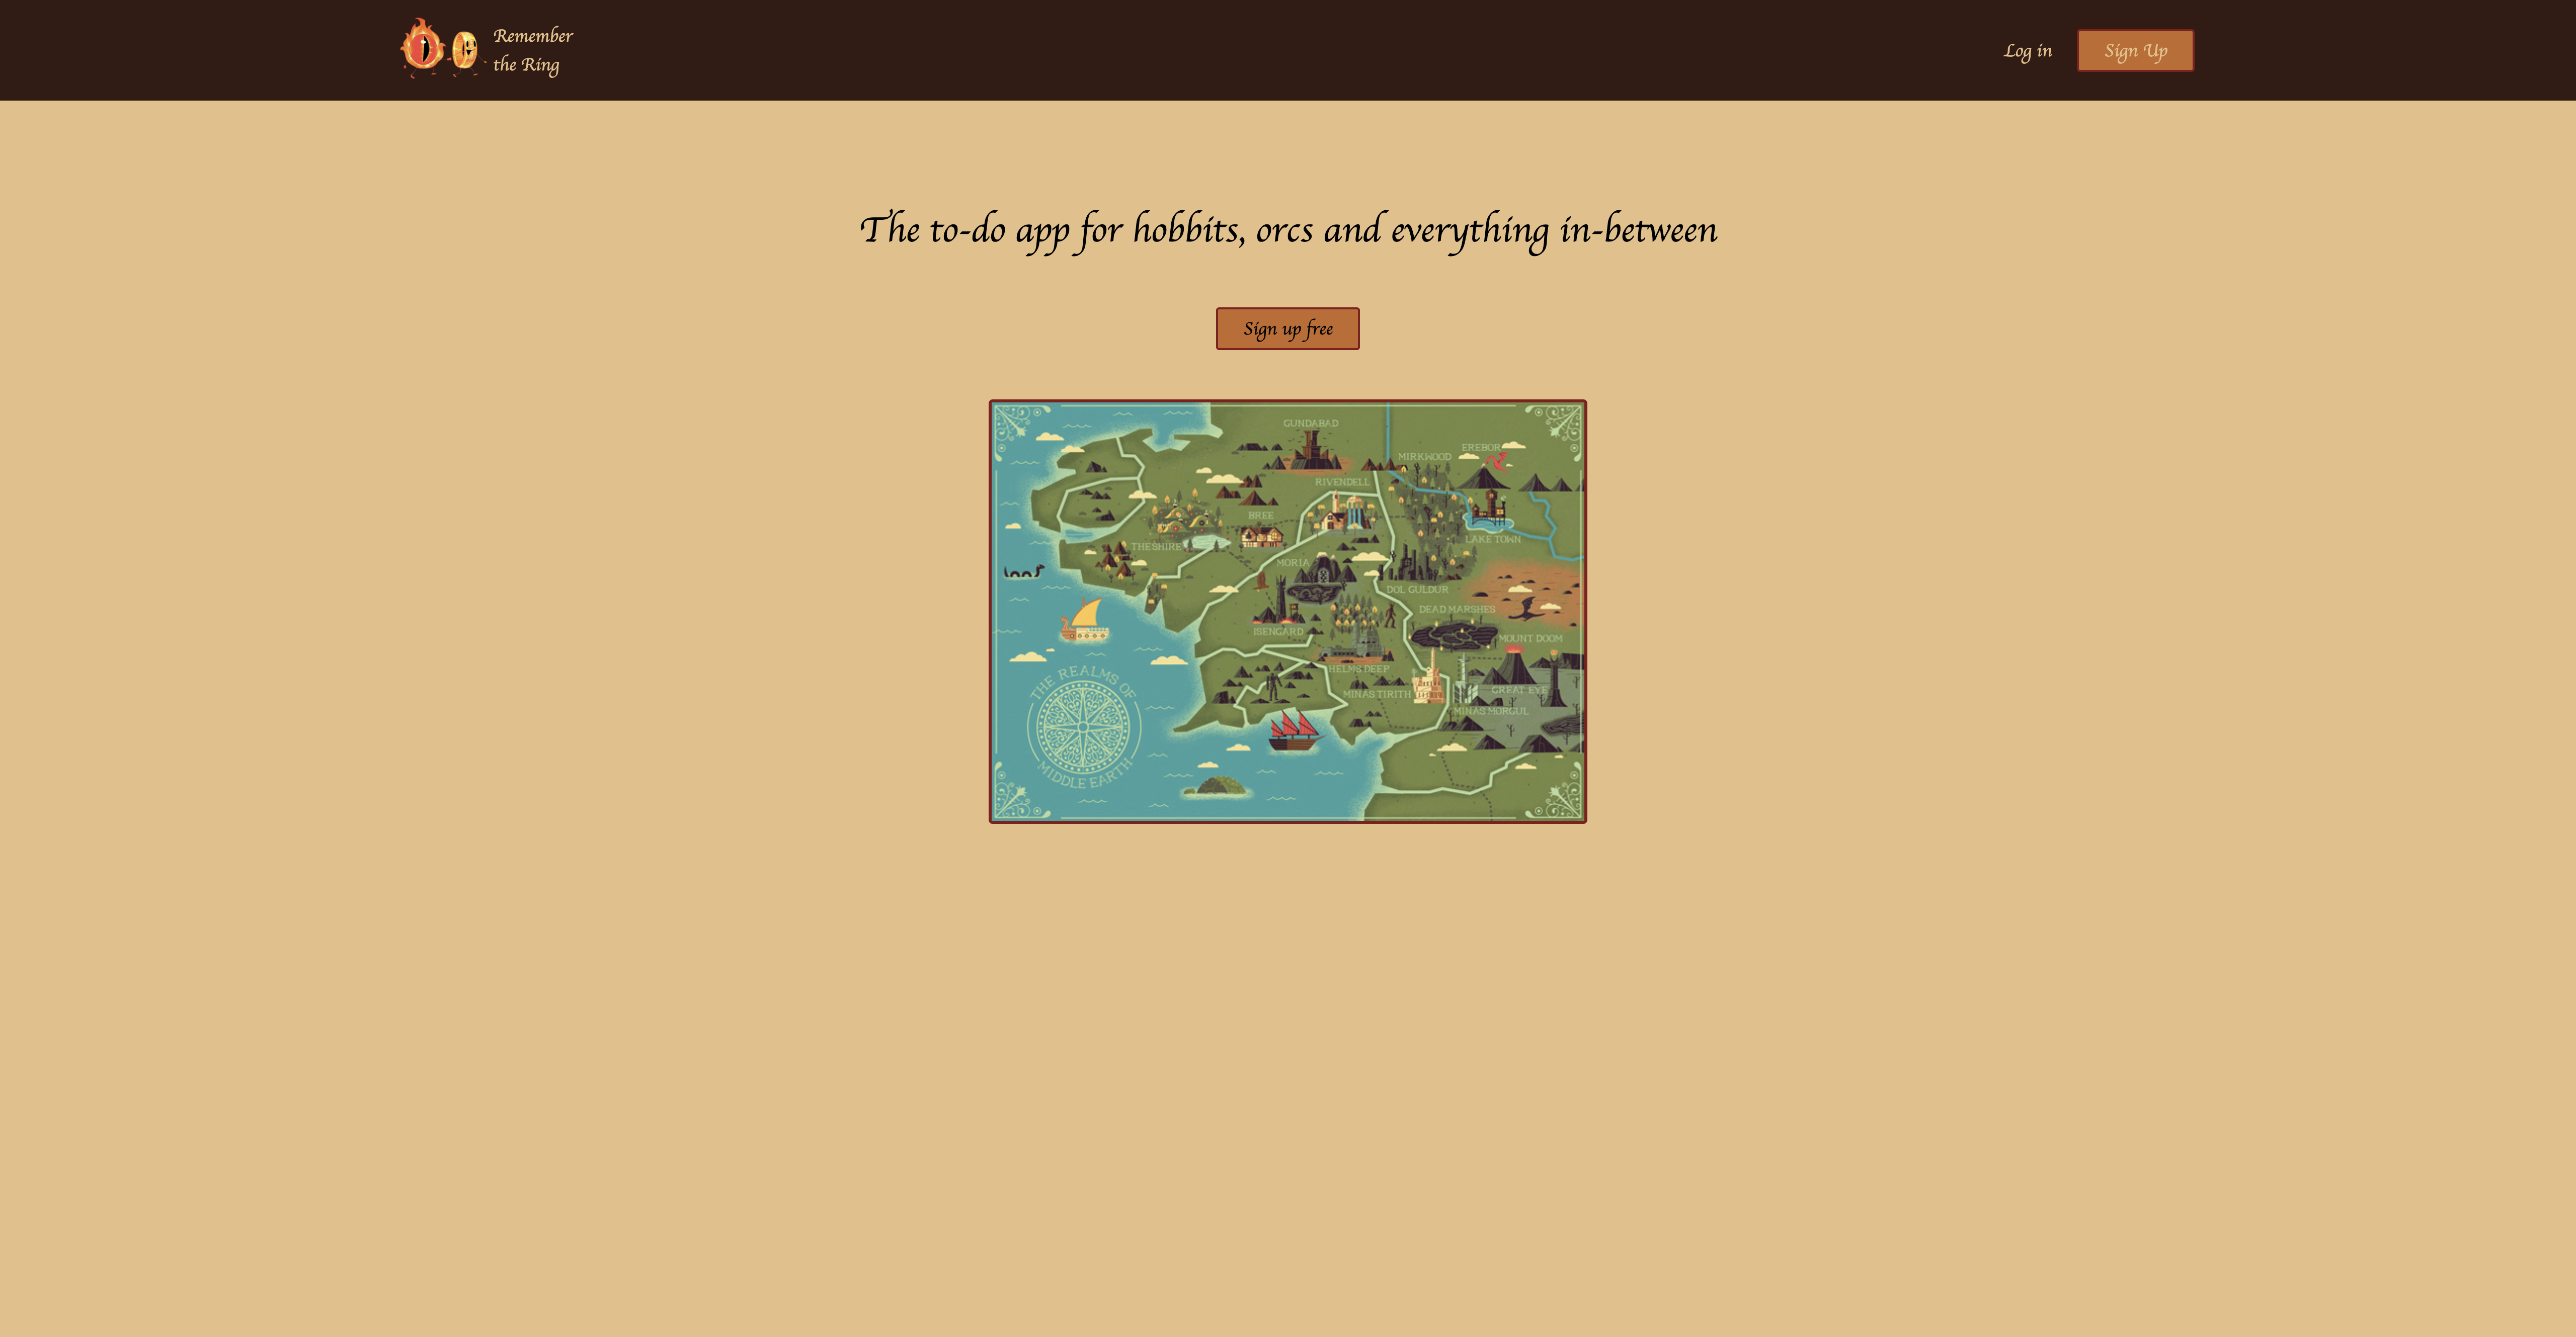 Remember
the Ring
Log in
Sign Up
The to-do app for hobbits, orcs and everything in-between
Sign up free
GUNDABAD
EREBOR
MIRKWOOD
RIVENDELL
BREE
LAKE TOWN
THE SHIRE
MORIA
DOL GULDUR
DEAD MARSHES
ISENGARD
MOUNT DOOM
HELMS DEEP
GREAT EYE
MINAS TIRITH
MINAS MORGUL
THE REALMS OF
MIDDLE EARTH